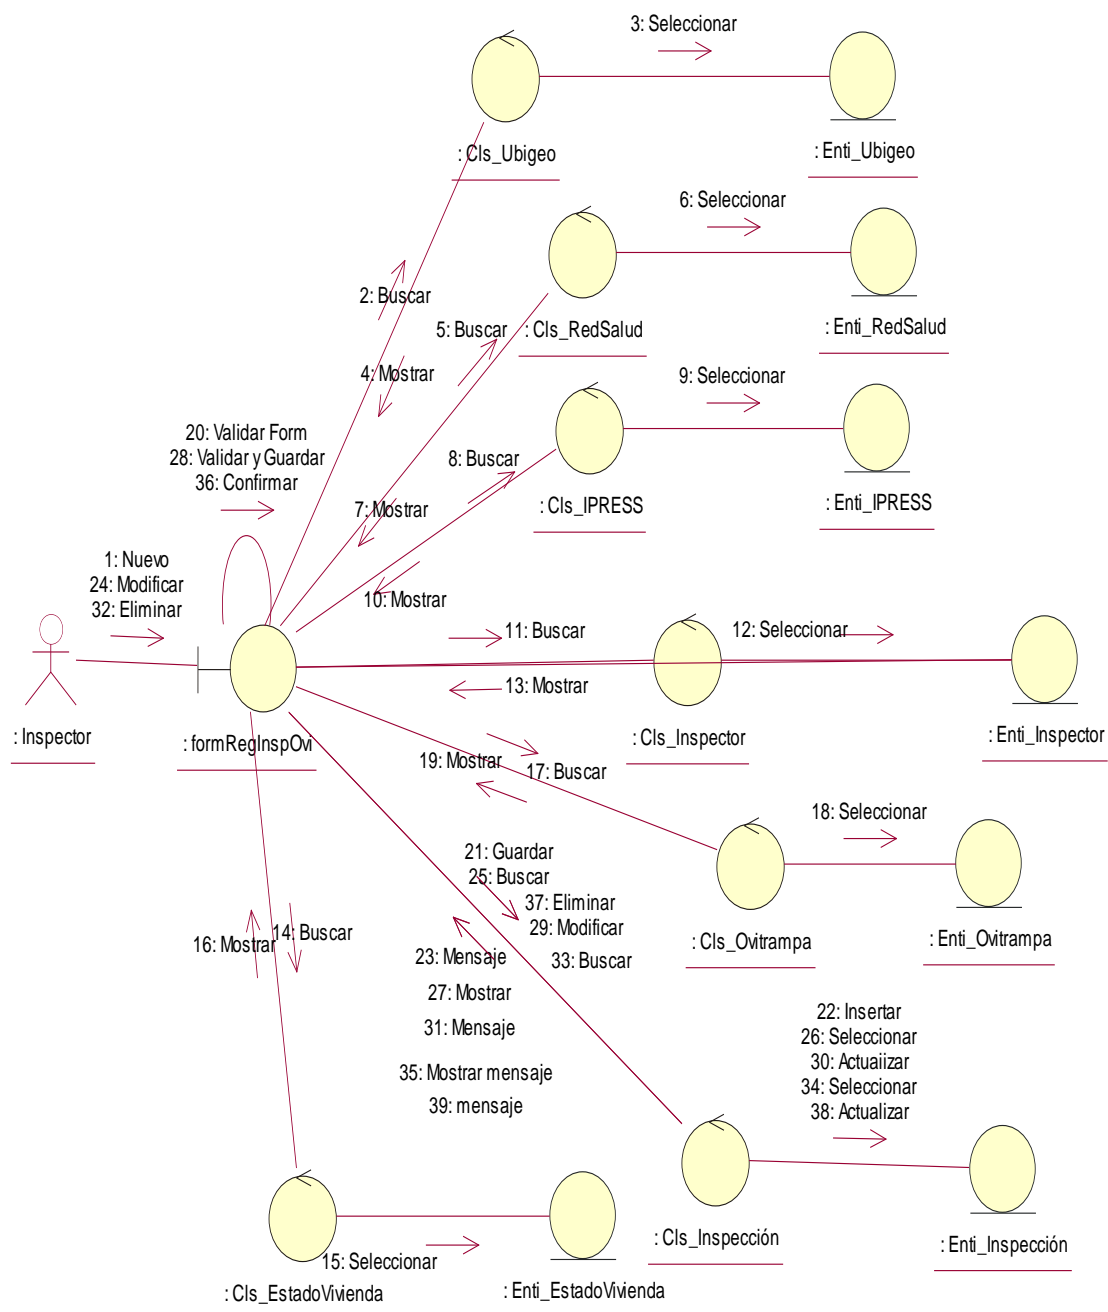 3: Seleccionar
: Cls_Ubigeo
: Enti_Ubigeo
6: Seleccionar
2: Buscar
5: Buscar
: Cls_RedSalud
: Enti_RedSalud
4: Mostrar
9: Seleccionar
20: Validar Form
28: Validar y Guardar
36: Confirmar
8: Buscar
7: Mostrar
: Cls_IPRESS
: Enti_IPRESS
1: Nuevo
24: Modificar
32: Eliminar
10: Mostrar
11: Buscar
12: Seleccionar
13: Mostrar
: Inspector
: formRegInspOvi
: Cls_Inspector
: Enti_Inspector
19: Mostrar
17: Buscar
18: Seleccionar
21: Guardar
25: Buscar
37: Eliminar
29: Modificar
33: Buscar
14: Buscar
16: Mostrar
: Cls_Ovitrampa
: Enti_Ovitrampa
23: Mensaje
27: Mostrar
31: Mensaje
35: Mostrar mensaje
39: mensaje
22: Insertar
26: Seleccionar
30: Actuaiizar
34: Seleccionar
38: Actualizar
: Cls_Inspección
: Enti_Inspección
15: Seleccionar
: Cls_EstadoVivienda
: Enti_EstadoVivienda